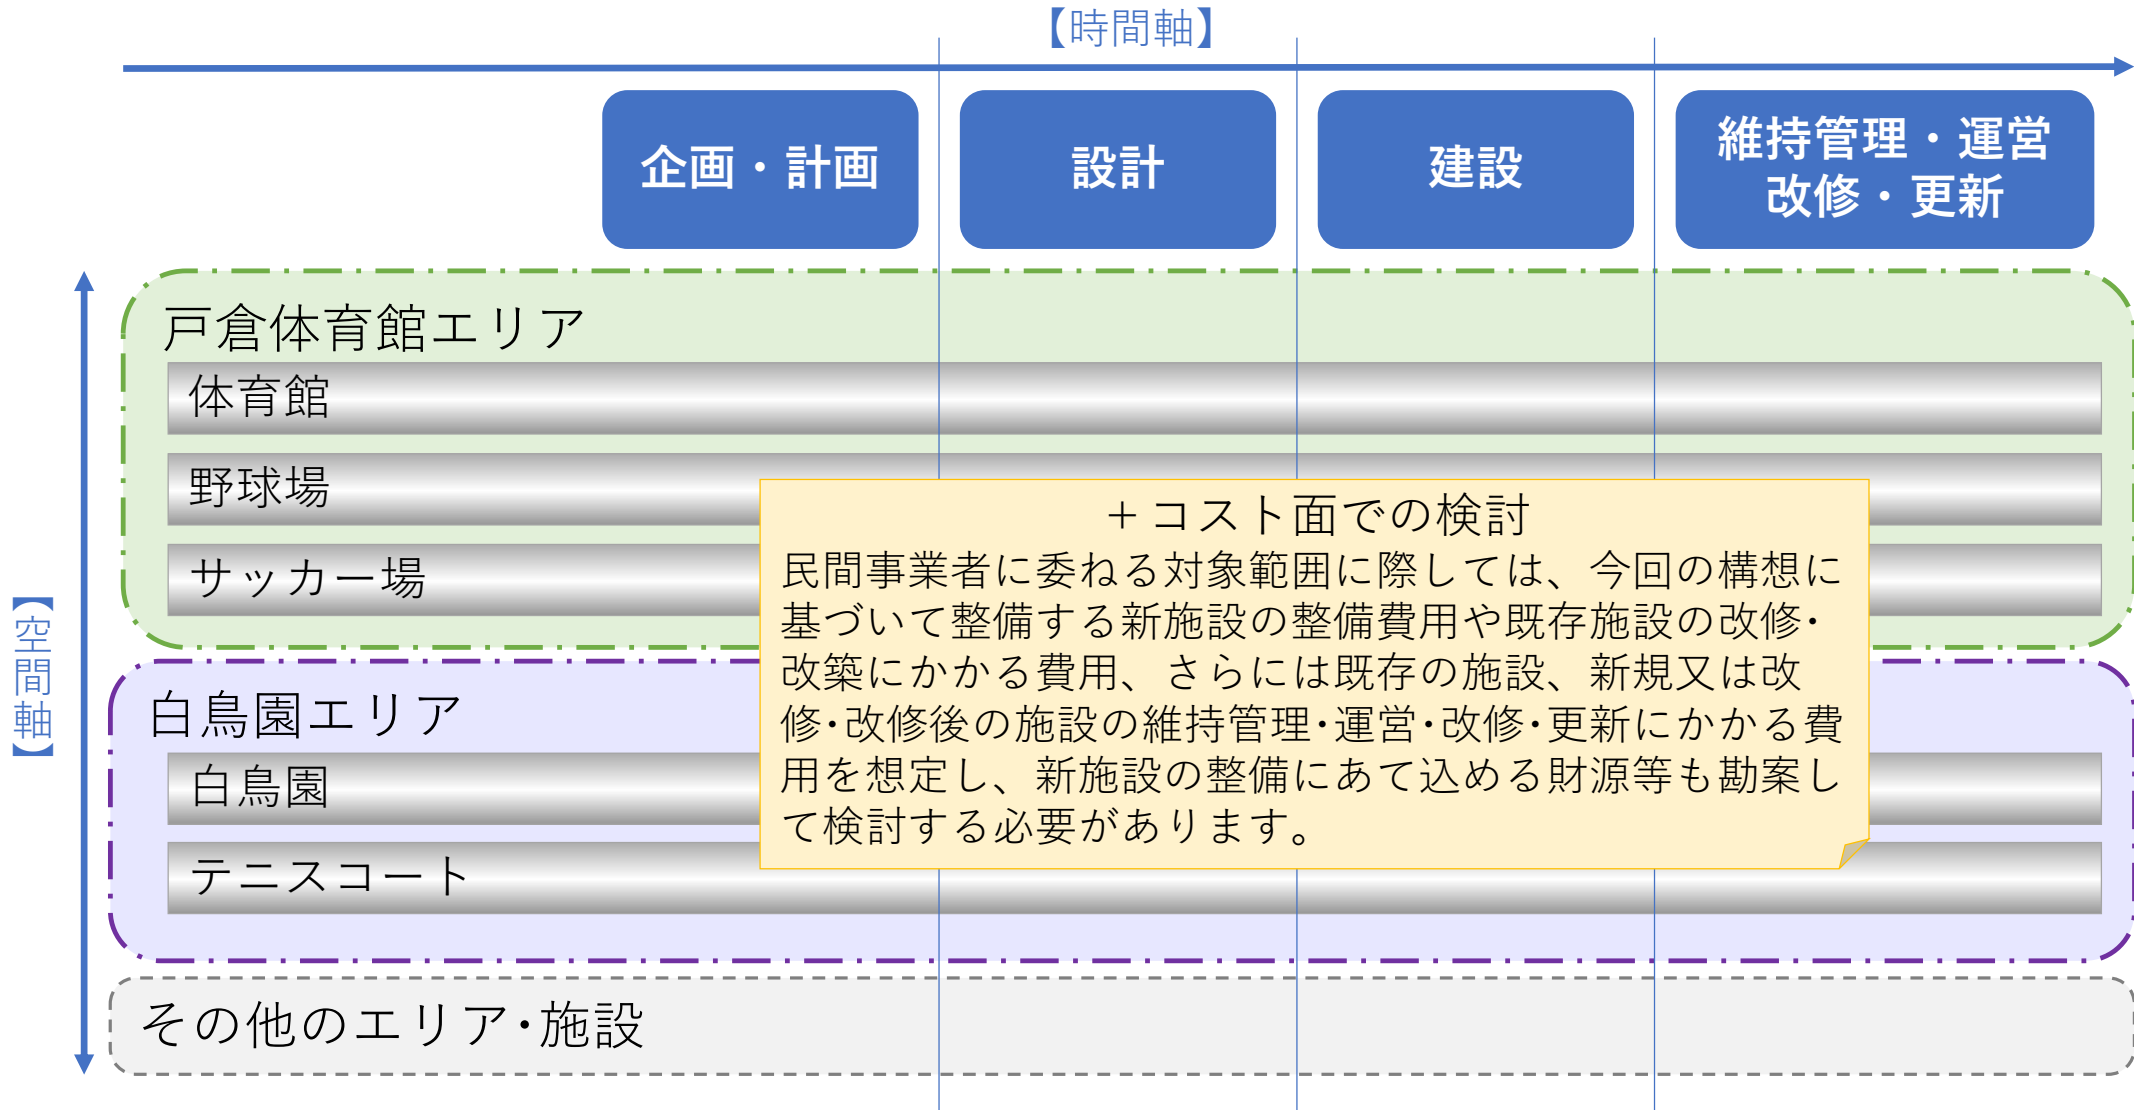 【時間軸】
企画・計画
設計
建設
維持管理・運営
改修・更新
【空間軸】
戸倉体育館エリア
体育館
野球場
サッカー場
＋コスト面での検討
民間事業者に委ねる対象範囲に際しては、今回の構想に
基づいて整備する新施設の整備費用や既存施設の改修･
改築にかかる費用、さらには既存の施設、新規又は改
修･改修後の施設の維持管理･運営･改修･更新にかかる費
用を想定し、新施設の整備にあて込める財源等も勘案し
て検討する必要があります。
白鳥園エリア
白鳥園
テニスコート
その他のエリア･施設